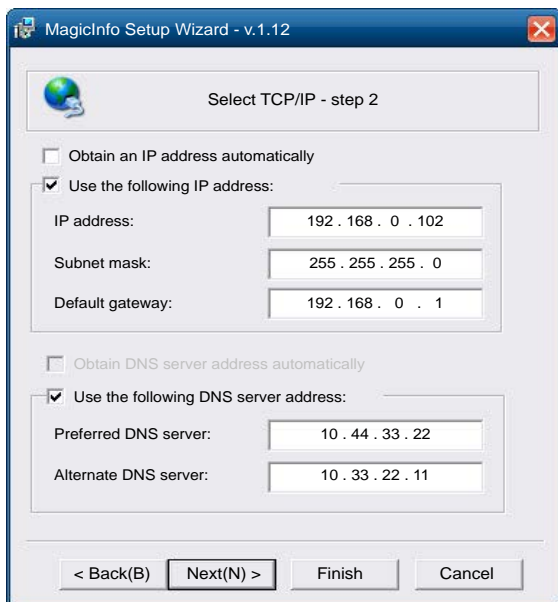 MagicInfo Setup Wizard - v.1.12
Select TCP/IP - step 2
Obtain an IP address automatically
Use the following IP address:
IP address: 192 . 168 . 0 . 102
Subnet mask: 255 . 255 . 255 . 0
Default gateway: 192 . 168 . 0 . 1
Obtain DNS server address automatically
Use the following DNS server address:
Preferred DNS server: 10 . 44 . 33 . 22
Alternate DNS server: 10 . 33 . 22 . 11
< Back(B) Next(N) > Finish Cancel